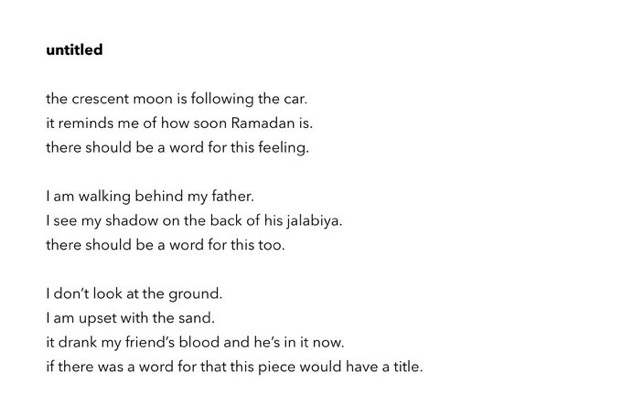 untitled
the crescent moon is following the car.
it reminds me of how soon Ramadan is.
there should be a word for this feeling.
I am walking behind my father.
I see my shadow on the back of his jalabiya.
there should be a word for this too.
I don’t look at the ground.
I am upset with the sand.
it drank my friend’s blood and he’s in it now.
if there was a word for that this piece would have a title.